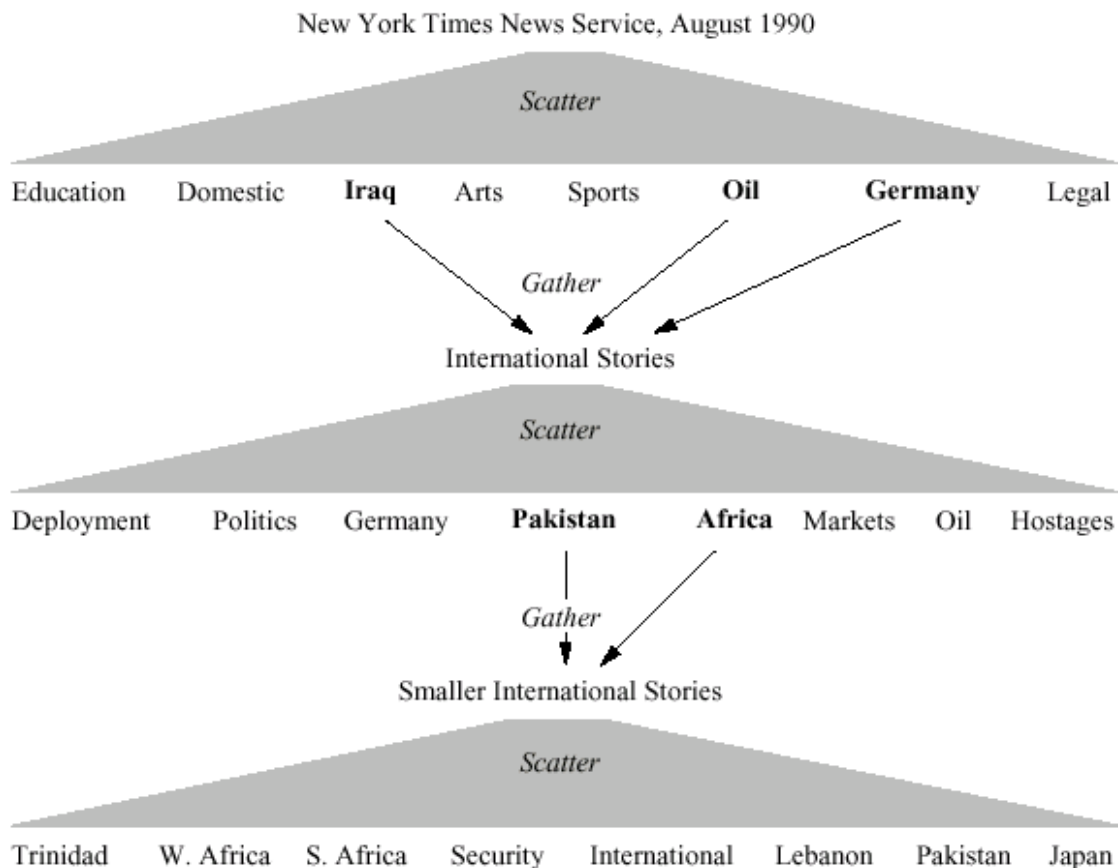 New York Times News Service, August 1990
Scatter
Education Domestic Iraq Arts Sports Oil Germany Legal
Gather
International Stories
Scatter
Deployment Politics Germany Pakistan Africa Markets Oil Hostages
Gather
Smaller International Stories
Scatter
Trinidad W. Africa S. Africa Security International Lebanon Pakistan Japan